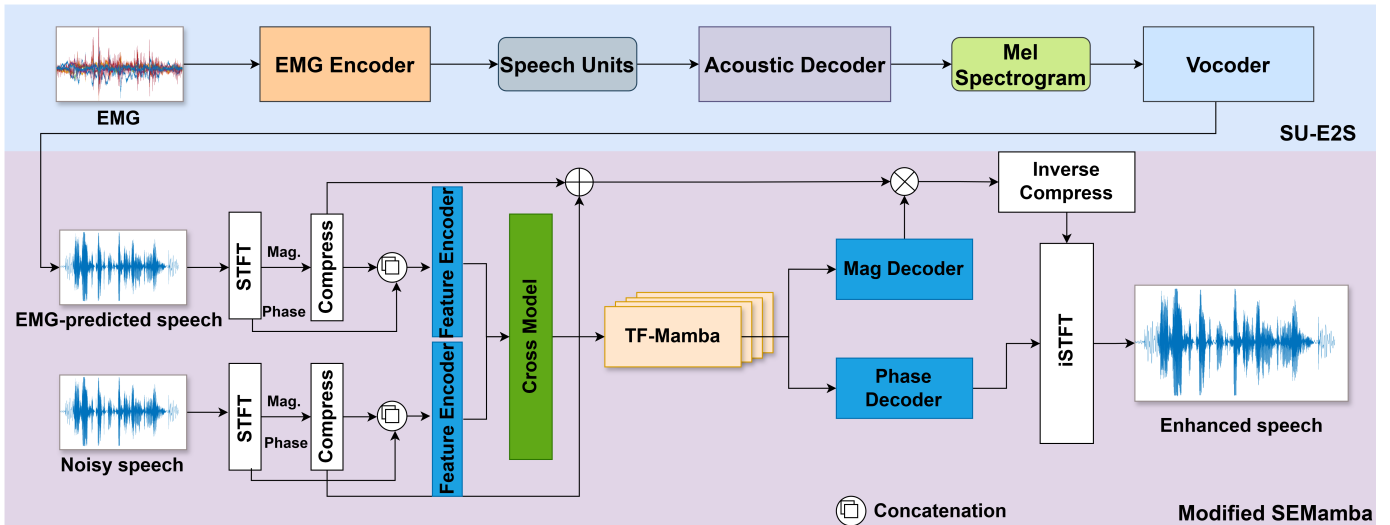 EMG
EMG Encoder
Speech Units
Acoustic Decoder
Mel
Spectrogram
Vocoder
SU-E2S
EMG-predicted speech
STFT
Mag.
Phase
Compress
Feature Encoder
Noisy speech
STFT
Mag.
Phase
Compress
Feature Encoder
Cross Model
TF-Mamba
Mag Decoder
Phase
Decoder
Inverse
Compress
iSTFT
Enhanced speech
Concatenation
Modified SEMamba